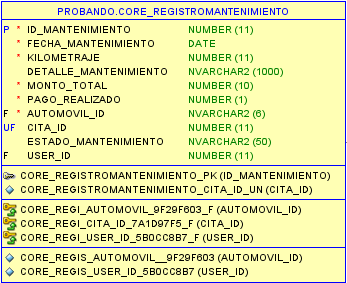 PROBANDO.CORE_REGISTROMANTENIMIENTO
P * ID_MANTENIMIENTO NUMBER (11)
* FECHA_MANTENIMIENTO DATE
* KILOMETRAJE NUMBER (11)
DETALLE_MANTENIMIENTO NVARCHAR2 (1000)
* MONTO_TOTAL NUMBER (10)
* PAGO_REALIZADO NUMBER (1)
F * AUTOMOVIL_ID NVARCHAR2 (6)
UF CITA_ID NUMBER (11)
ESTADO_MANTENIMIENTO NVARCHAR2 (50)
F USER_ID NUMBER (11)
CORE_REGISTROMANTENIMIENTO_PK (ID_MANTENIMIENTO)
CORE_REGISTROMANTENIMIENTO_CITA_ID_UN (CITA_ID)
CORE_REGI_AUTOMOVIL_9F29F603_F (AUTOMOVIL_ID)
CORE_REGI_CITA_ID_7A1D97F5_F (CITA_ID)
CORE_REGI_USER_ID_5B0CC8B7_F (USER_ID)
CORE_REGIS_AUTOMOVIL__9F29F603 (AUTOMOVIL_ID)
CORE_REGIS_USER_ID_5B0CC8B7 (USER_ID)